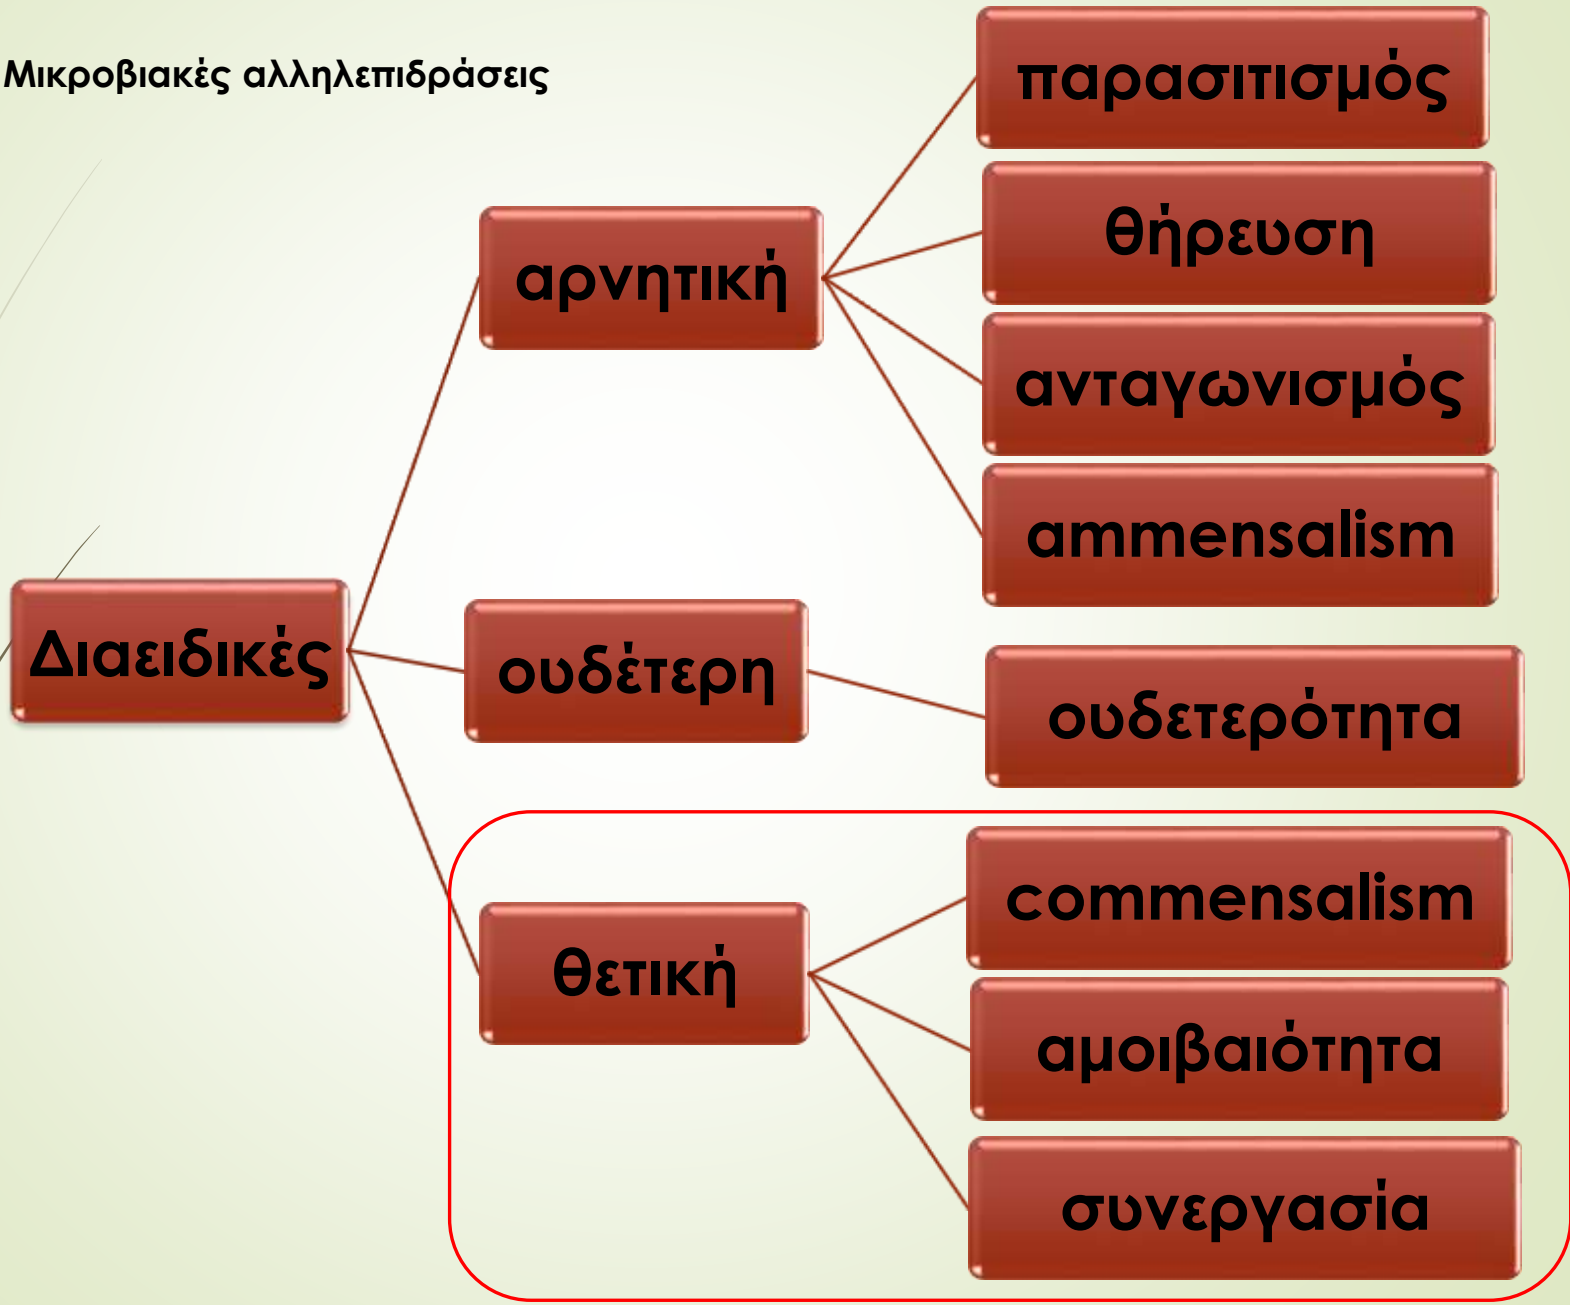 Μικροβιακές αλληλεπιδράσεις
Διαειδικές
αρνητική
παρασιτισμός
θήρευση
ανταγωνισμός
ammensalism
ουδέτερη
ουδετερότητα
θετική
commensalism
αμοιβαιότητα
συνεργασία